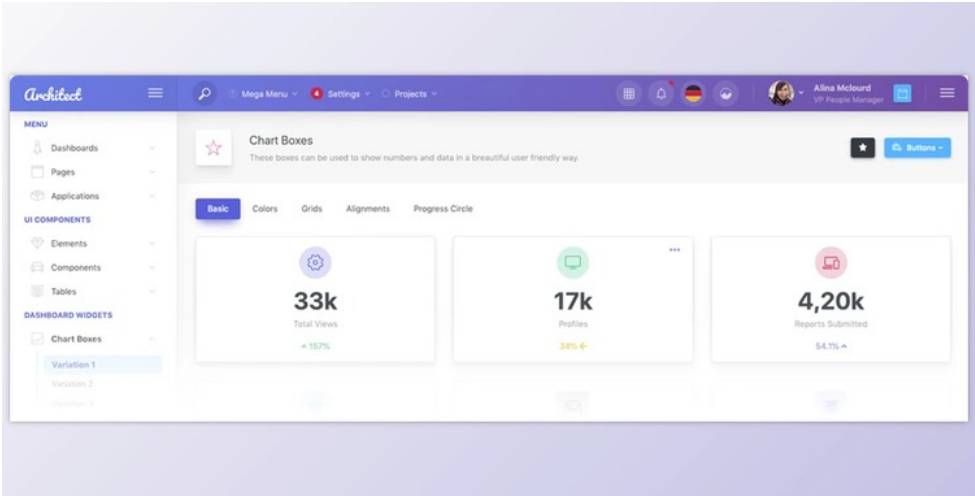 Architect
Mega Menu
4 Settings
Projects
Alina Mclourd
VP People Manager
MENU
Dashboards
Pages
Applications
UI COMPONENTS
Elements
Components
Tables
DASHBOARD WIDGETS
Chart Boxes
Variation 1
Variation 2
Variation 3
Chart Boxes
These boxes can be used to show numbers and data in a breautiful user friendly way.
Buttons
Basic Colors Grids Alignments Progress Circle
33k
Total Views
157%
17k
Profiles
34%
4,20k
Reports Submitted
54.1%